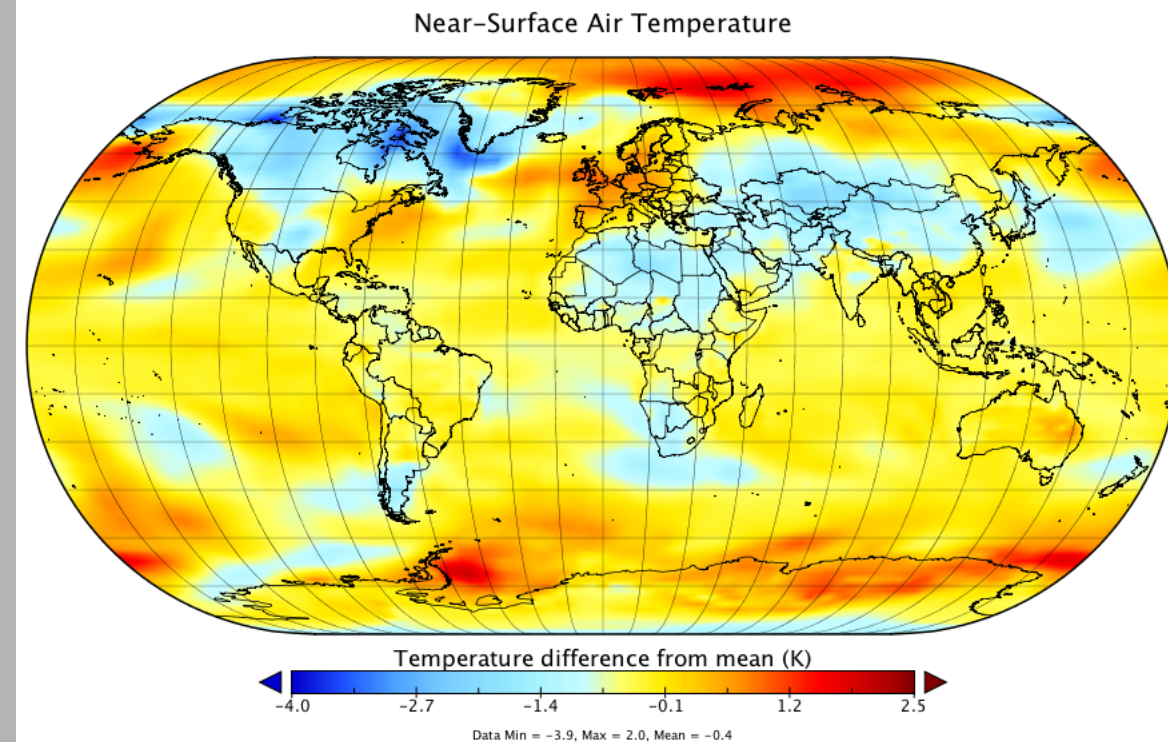 Near-Surface Air Temperature
Temperature difference from mean (K)
-4.0 -2.7 -1.4 -0.1 1.2 2.5
Data Min = -3.9, Max = 2.0, Mean = -0.4